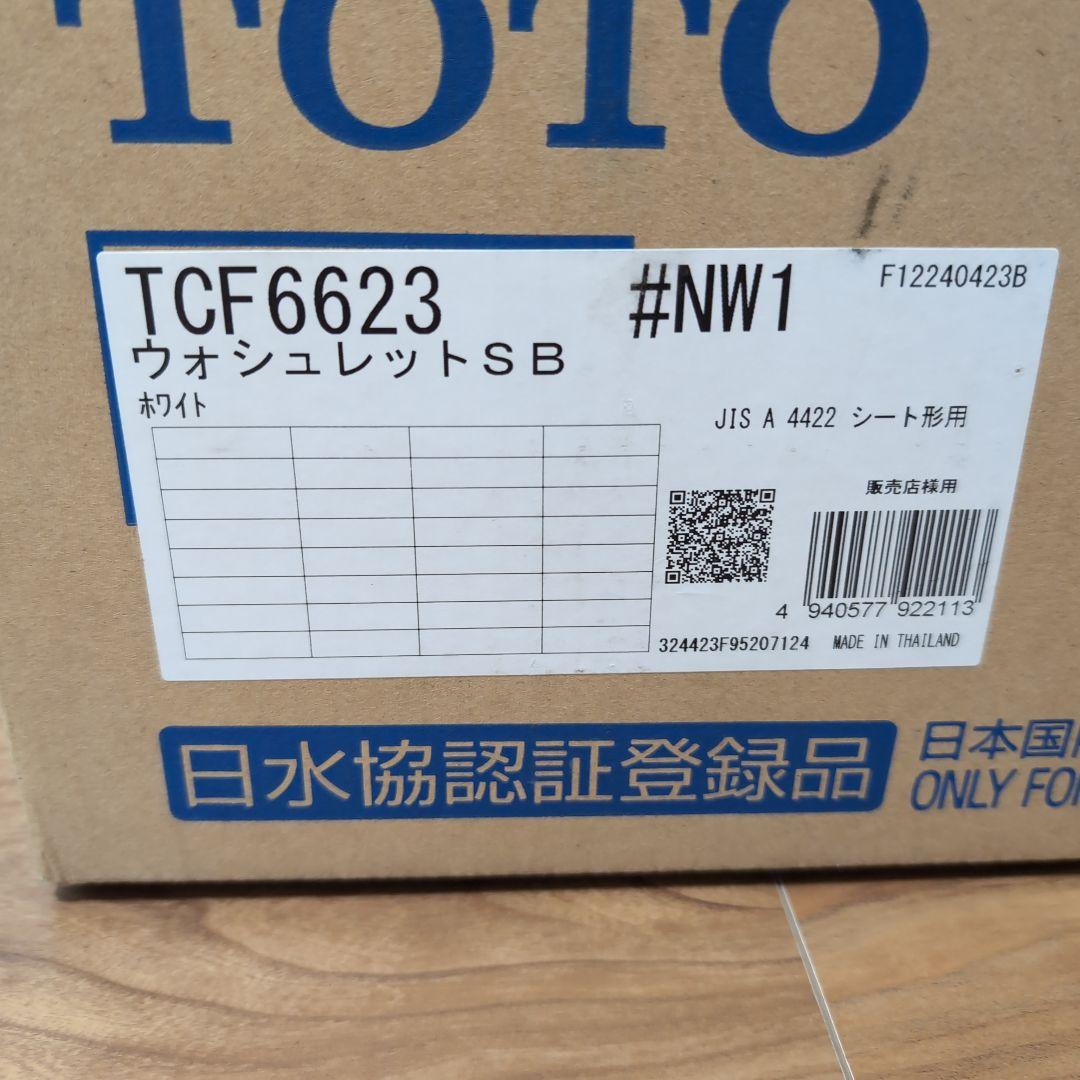 TOTO
TCF6623 #NW1 F12240423B
ウォシュレットSB
ホワイト
JIS A 4422 シート形用
販売店様用
4 940577 922113
324423F95207124 MADE IN THAILAND
日水協認証登録品
日本国
ONLY FOR